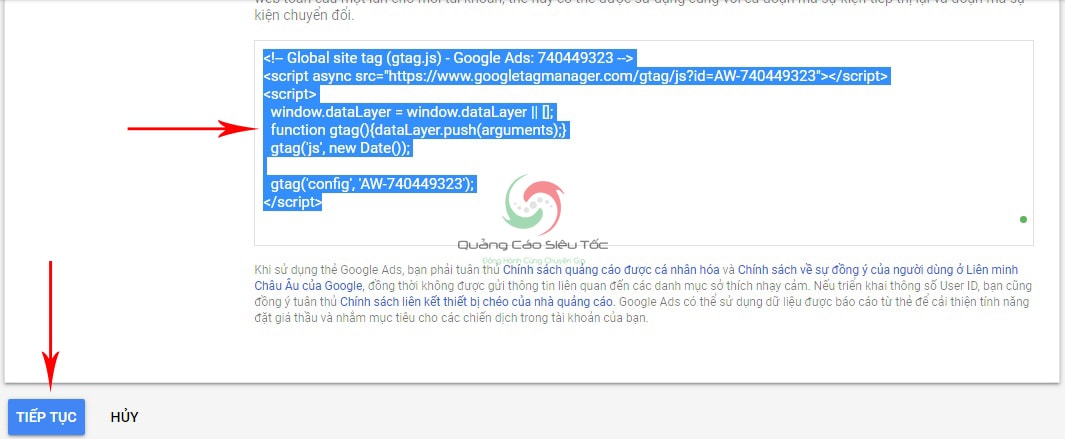 web toàn cầu một lần cho mỗi tài khoản, thẻ này có thể được sử dụng cùng với cả đoạn mã sự kiện tiếp thị lại và đoạn mã sự
kiện chuyển đổi.
<!-- Global site tag (gtag.js) - Google Ads: 740449323 -->
<script async src="https://www.googletagmanager.com/gtag/js?id=AW-740449323"></script>
<script>
  window.dataLayer = window.dataLayer || [];
  function gtag(){dataLayer.push(arguments);}
  gtag('js', new Date());

  gtag('config', 'AW-740449323');
</script>
Quảng Cáo Siêu Tốc
Đồng Hành Cùng Chuyên Gia
Khi sử dụng thẻ Google Ads, bạn phải tuân thủ Chính sách quảng cáo được cá nhân hóa và Chính sách về sự đồng ý của người dùng ở Liên minh
Châu Âu của Google, đồng thời không được gửi thông tin liên quan đến các danh mục sở thích nhạy cảm. Nếu triển khai thông số User ID, bạn cũng
đồng ý tuân thủ Chính sách liên kết thiết bị chéo của nhà quảng cáo. Google Ads có thể sử dụng dữ liệu được báo cáo từ thẻ để cải thiện tính năng
đặt giá thầu và nhắm mục tiêu cho các chiến dịch trong tài khoản của bạn.
TIẾP TỤC HỦY